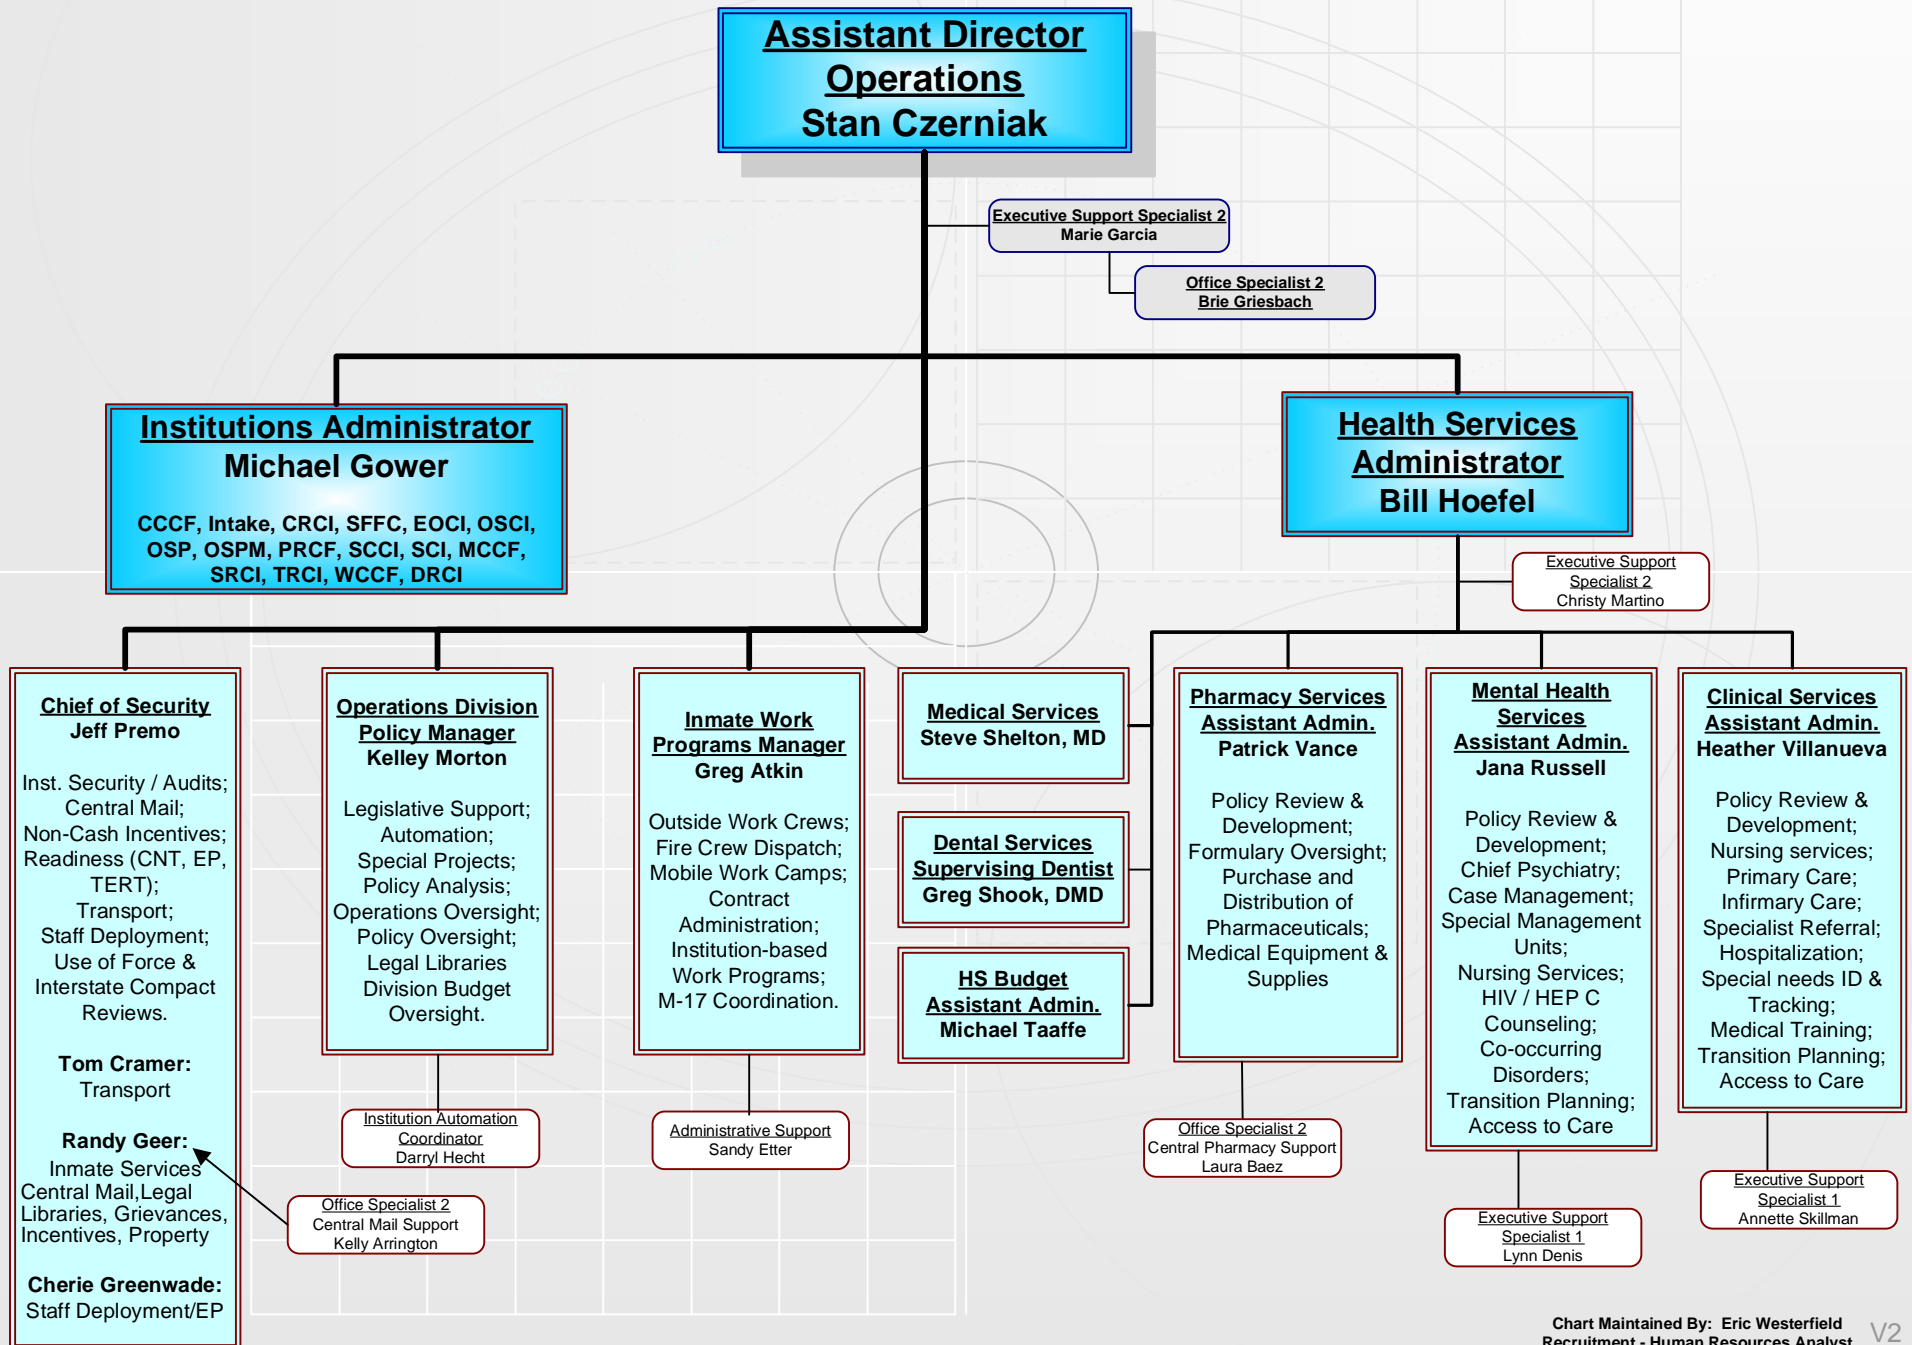 Assistant Director
Operations
Stan Czerniak
Executive Support Specialist 2
Marie Garcia
Office Specialist 2
Brie Griesbach
Institutions Administrator
Michael Gower
CCCF, Intake, CRCI, SFFC, EOCI, OSCI,
OSP, OSPM, PRCF, SCCI, SCI, MCCF,
SRCI, TRCI, WCCF, DRCI
Health Services
Administrator
Bill Hoefel
Executive Support
Specialist 2
Christy Martino
Chief of Security
Jeff Premo
Inst. Security / Audits;
Central Mail;
Non-Cash Incentives;
Readiness (CNT, EP,
TERT);
Transport;
Staff Deployment;
Use of Force &
Interstate Compact
Reviews.
Tom Cramer:
Transport
Randy Geer:
Inmate Services
Central Mail,Legal
Libraries, Grievances,
Incentives, Property
Cherie Greenwade:
Staff Deployment/EP
Office Specialist 2
Central Mail Support
Kelly Arrington
Operations Division
Policy Manager
Kelley Morton
Legislative Support;
Automation;
Special Projects;
Policy Analysis;
Operations Oversight;
Policy Oversight;
Legal Libraries
Division Budget
Oversight.
Institution Automation
Coordinator
Darryl Hecht
Inmate Work
Programs Manager
Greg Atkin
Outside Work Crews;
Fire Crew Dispatch;
Mobile Work Camps;
Contract
Administration;
Institution-based
Work Programs;
M-17 Coordination.
Administrative Support
Sandy Etter
Medical Services
Steve Shelton, MD
Dental Services
Supervising Dentist
Greg Shook, DMD
HS Budget
Assistant Admin.
Michael Taaffe
Pharmacy Services
Assistant Admin.
Patrick Vance
Policy Review &
Development;
Formulary Oversight;
Purchase and
Distribution of
Pharmaceuticals;
Medical Equipment &
Supplies
Office Specialist 2
Central Pharmacy Support
Laura Baez
Mental Health
Services
Assistant Admin.
Jana Russell
Policy Review &
Development;
Chief Psychiatry;
Case Management;
Special Management
Units;
Nursing Services;
HIV / HEP C
Counseling;
Co-occurring
Disorders;
Transition Planning;
Access to Care
Executive Support
Specialist 1
Lynn Denis
Clinical Services
Assistant Admin.
Heather Villanueva
Policy Review &
Development;
Nursing services;
Primary Care;
Infirmary Care;
Specialist Referral;
Hospitalization;
Special needs ID &
Tracking;
Medical Training;
Transition Planning;
Access to Care
Executive Support
Specialist 1
Annette Skillman
Chart Maintained By: Eric Westerfield
Recruitment - Human Resources Analyst
V2